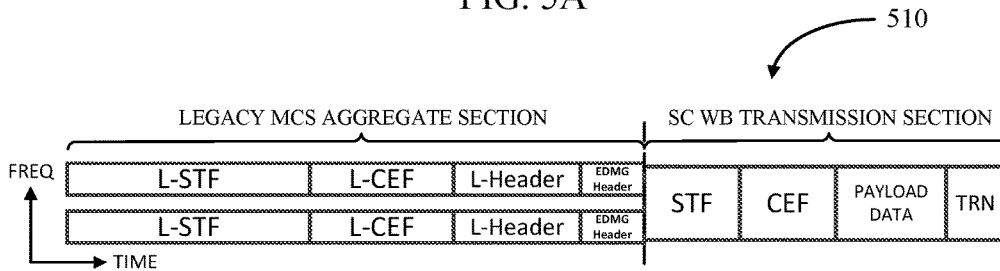 FIG. 5A
510
LEGACY MCS AGGREGATE SECTION SC WB TRANSMISSION SECTION
FREQ
L-STF L-CEF L-Header EDMG Header
STF CEF PAYLOAD DATA TRN
L-STF L-CEF L-Header EDMG Header
TIME